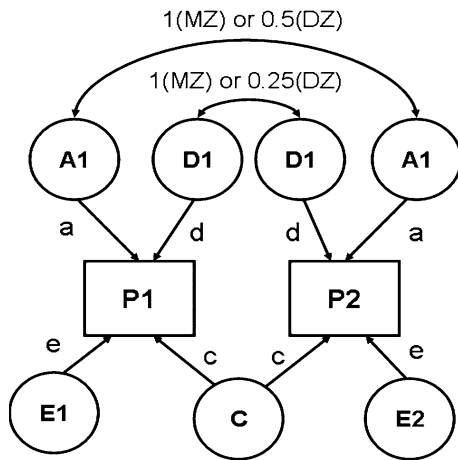 1(MZ) or 0.5(DZ)
1(MZ) or 0.25(DZ)
A1 D1 D1 A1
a d d a
P1 P2
e c c e
E1 C E2